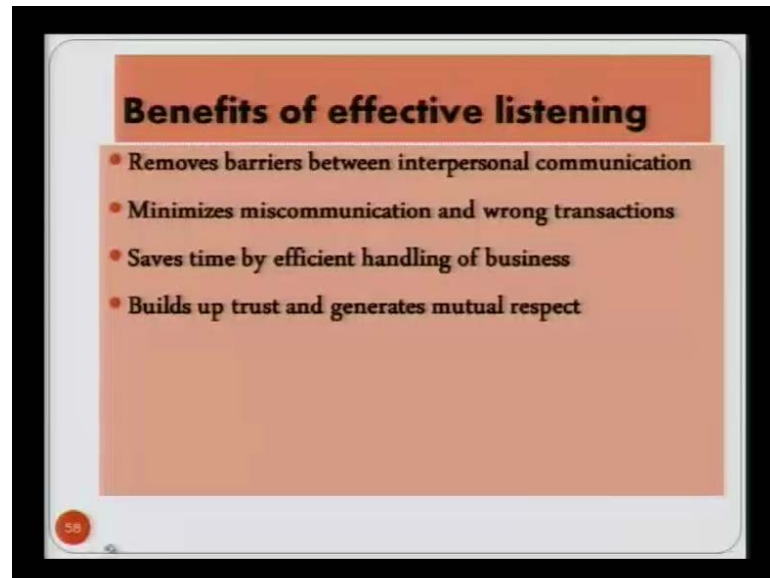 Benefits of effective listening
Removes barriers between interpersonal communication
Minimizes miscommunication and wrong transactions
Saves time by efficient handling of business
Builds up trust and generates mutual respect
58